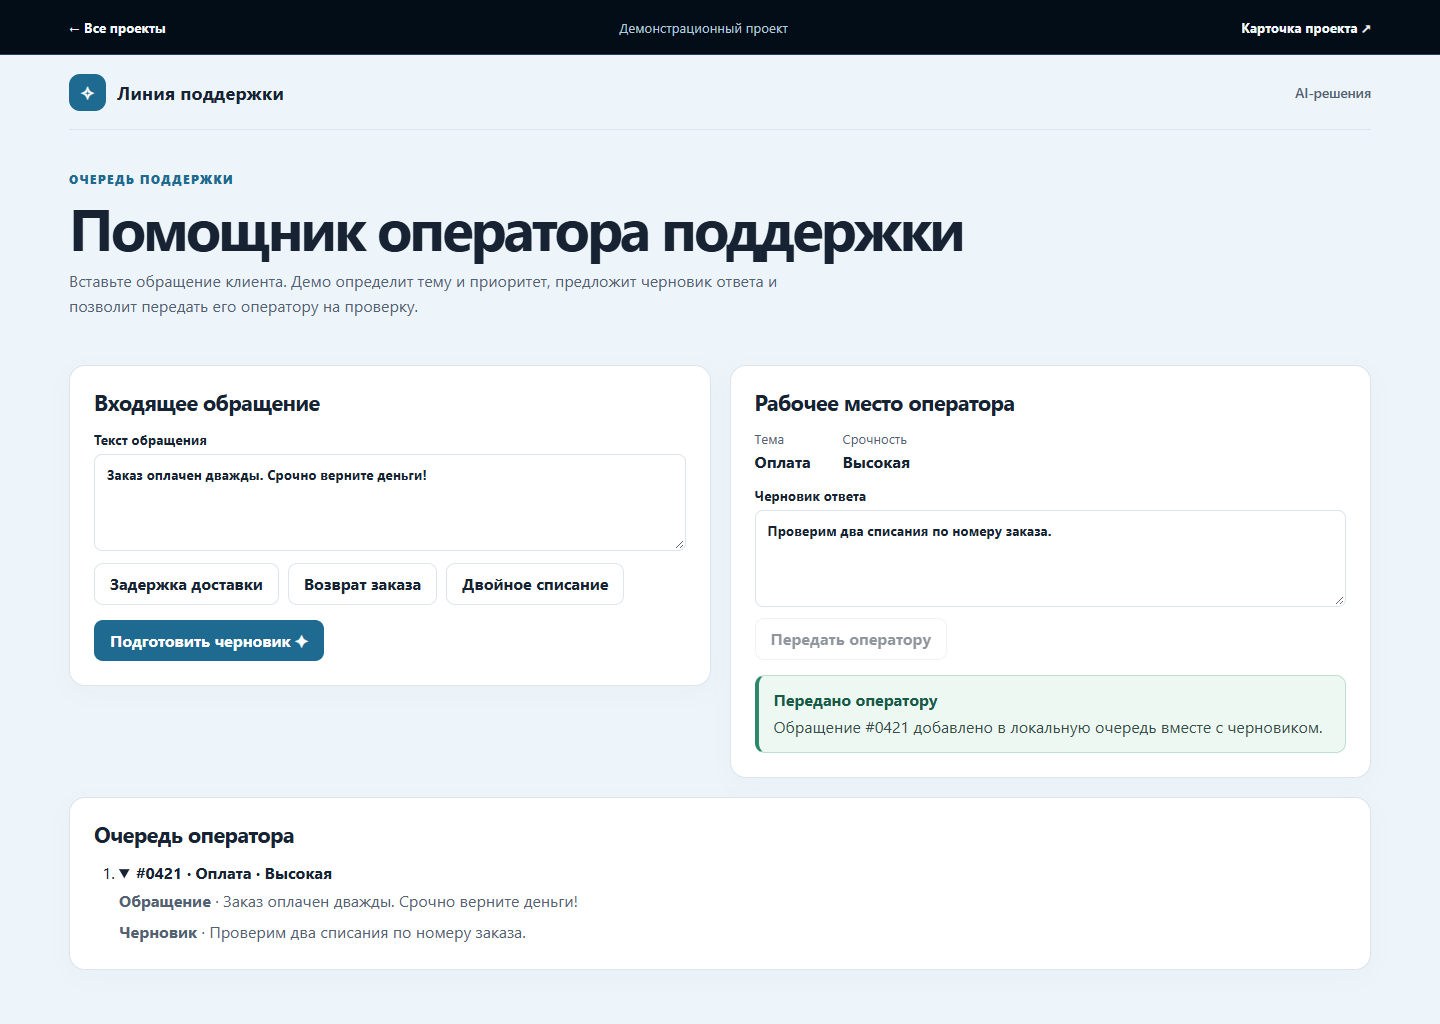 ← Все проекты
Демонстрационный проект
Карточка проекта ↗
✧ Линия поддержки
AI-решения
ОЧЕРЕДЬ ПОДДЕРЖКИ
Помощник оператора поддержки
Вставьте обращение клиента. Демо определит тему и приоритет, предложит черновик ответа и
позволит передать его оператору на проверку.
Входящее обращение
Текст обращения
Заказ оплачен дважды. Срочно верните деньги!
Задержка доставки
Возврат заказа
Двойное списание
Подготовить черновик ✦
Рабочее место оператора
Тема
Срочность
Оплата
Высокая
Черновик ответа
Проверим два списания по номеру заказа.
Передать оператору
Передано оператору
Обращение #0421 добавлено в локальную очередь вместе с черновиком.
Очередь оператора
1. ▼ #0421 · Оплата · Высокая
Обращение · Заказ оплачен дважды. Срочно верните деньги!
Черновик · Проверим два списания по номеру заказа.